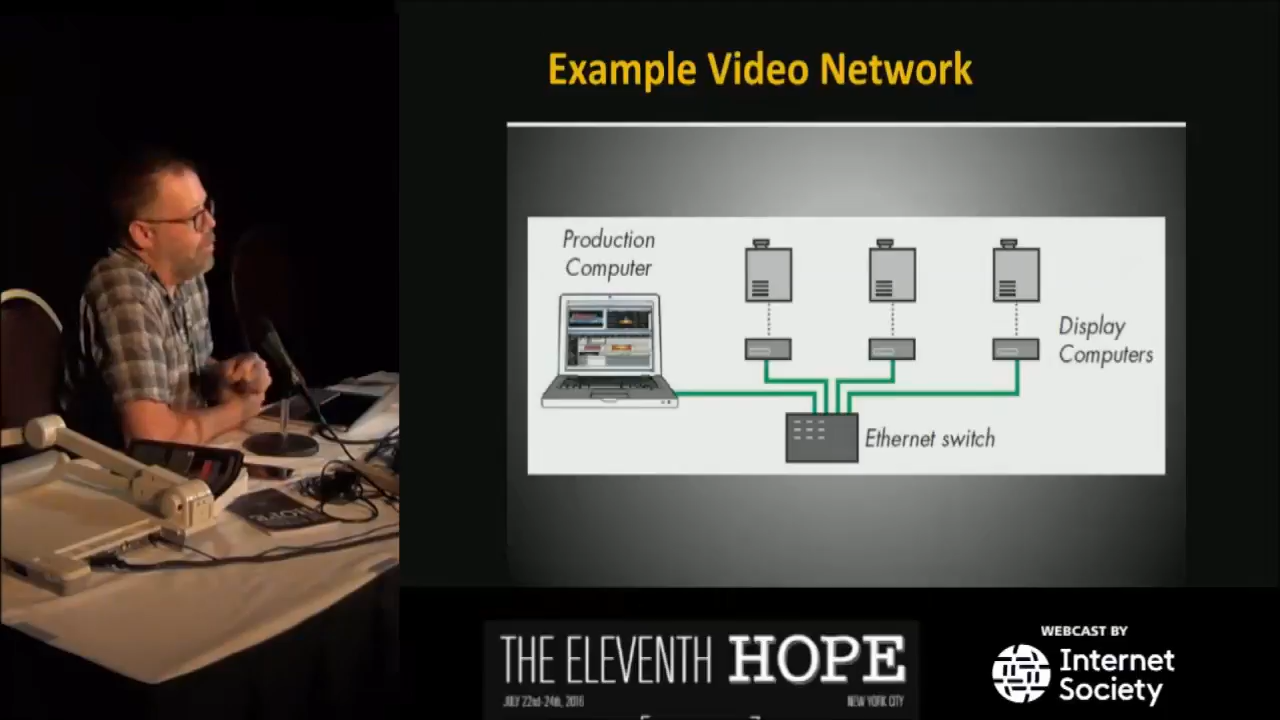 Example Video Network
Production
Computer
Display
Computers
Ethernet switch
THE ELEVENTH HOPE
JULY 22nd-24th, 2016
NEW YORK CITY
WEBCAST BY
Internet
Society
HOPE